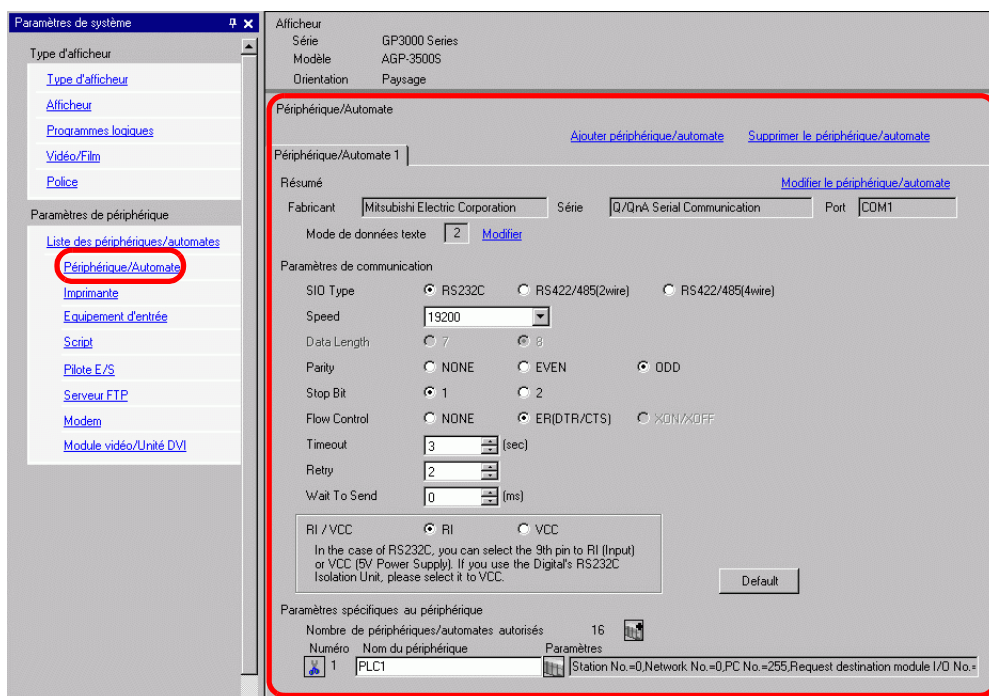 Paramètres de système
Type d'afficheur
Type d'afficheur
Afficheur
Programmes logiques
Vidéo/Film
Police
Paramètres de périphérique
Liste des périphériques/automates
Périphérique/Automate
Imprimante
Equipement d'entrée
Script
Pilote E/S
Serveur FTP
Modem
Module vidéo/Unité DVI
Afficheur
Série GP3000 Series
Modèle AGP-3500S
Orientation Paysage
Périphérique/Automate
Ajouter périphérique/automate Supprimer le périphérique/automate
Périphérique/Automate 1
Résumé Modifier le périphérique/automate
Fabricant Mitsubishi Electric Corporation Série Q/QnA Serial Communication Port COM1
Mode de données texte 2 Modifier
Paramètres de communication
SIO Type RS232C RS422/485(2wire) RS422/485(4wire)
Speed 19200
Data Length 7 8
Parity NONE EVEN ODD
Stop Bit 1 2
Flow Control NONE ER(DTR/CTS) XON/XOFF
Timeout 3 (sec)
Retry 2
Wait To Send 0 (ms)
RI / VCC RI VCC
In the case of RS232C, you can select the 9th pin to RI (Input)
or VCC (5V Power Supply). If you use the Digital's RS232C
Isolation Unit, please select it to VCC.
Default
Paramètres spécifiques au périphérique
Nombre de périphériques/automates autorisés 16
Numéro Nom du périphérique Paramètres
1 PLC1 Station No.=0,Network No.=0,PC No.=255,Request destination module I/O No.=